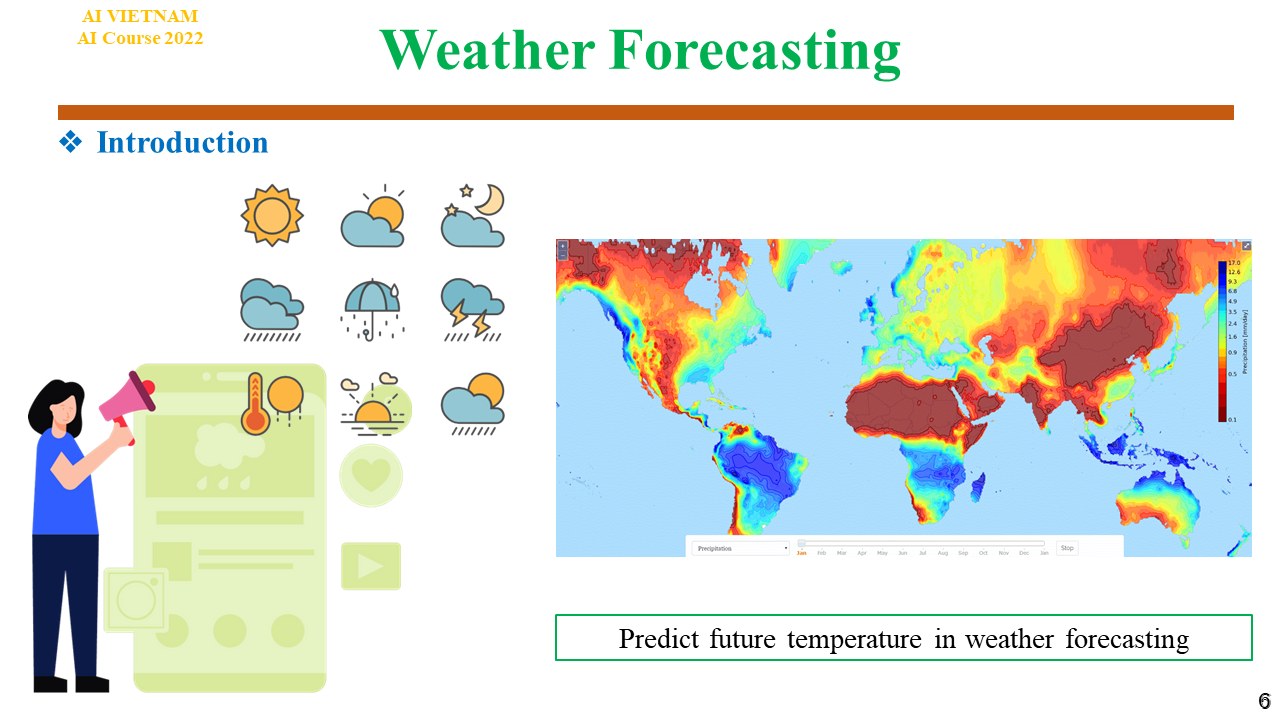 AI VIETNAM
AI Course 2022
Weather Forecasting
❖ Introduction
17.0
12.6
9.3
6.8
4.9
3.5
2.4
1.6
0.9
0.5
0.1
Precipitation [mm/day]
Precipitation
Jan Feb Mar Apr May Jun Jul Aug Sep Oct Nov Dec Jan
Stop
Predict future temperature in weather forecasting
6